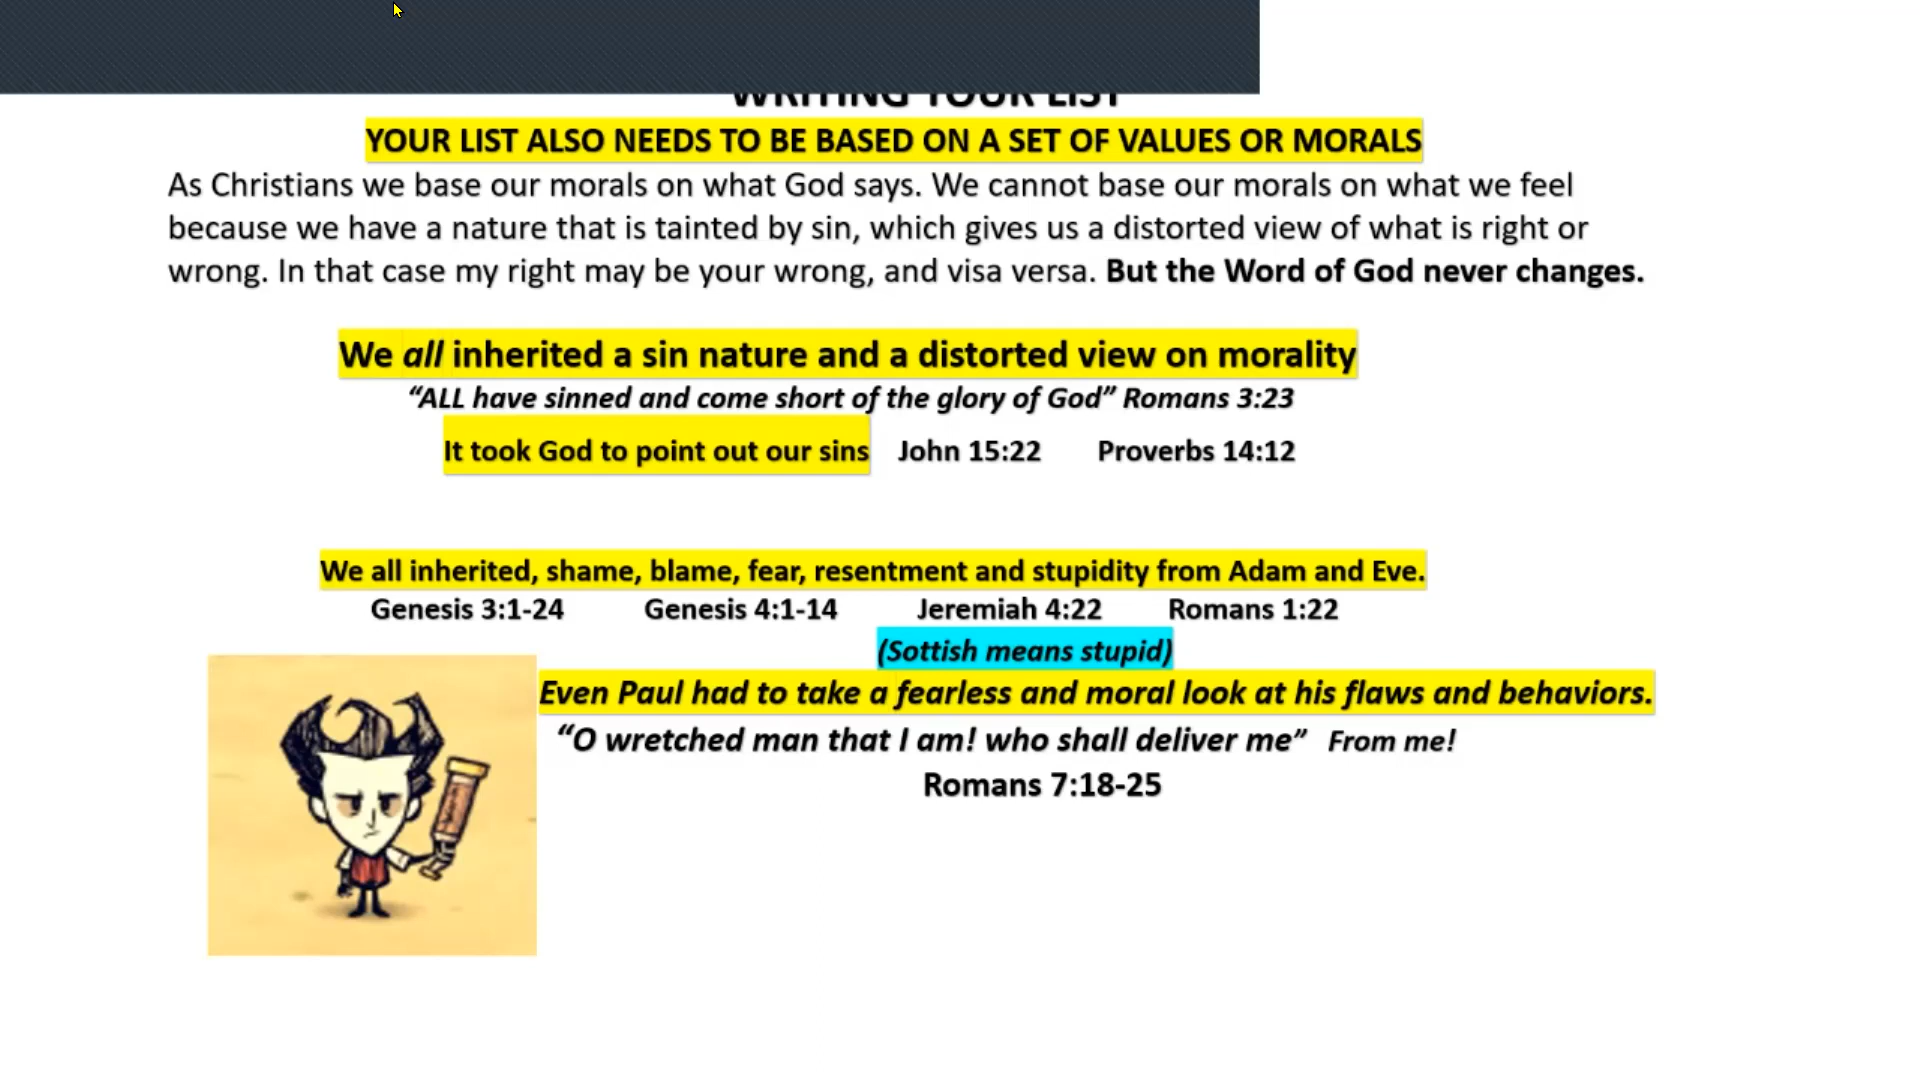 WRITING YOUR LIST
YOUR LIST ALSO NEEDS TO BE BASED ON A SET OF VALUES OR MORALS
As Christians we base our morals on what God says. We cannot base our morals on what we feel
because we have a nature that is tainted by sin, which gives us a distorted view of what is right or
wrong. In that case my right may be your wrong, and visa versa. But the Word of God never changes.
We all inherited a sin nature and a distorted view on morality
“ALL have sinned and come short of the glory of God” Romans 3:23
It took God to point out our sins John 15:22 Proverbs 14:12
We all inherited, shame, blame, fear, resentment and stupidity from Adam and Eve.
Genesis 3:1-24 Genesis 4:1-14 Jeremiah 4:22 Romans 1:22
(Sottish means stupid)
Even Paul had to take a fearless and moral look at his flaws and behaviors.
“O wretched man that I am! who shall deliver me” From me!
Romans 7:18-25